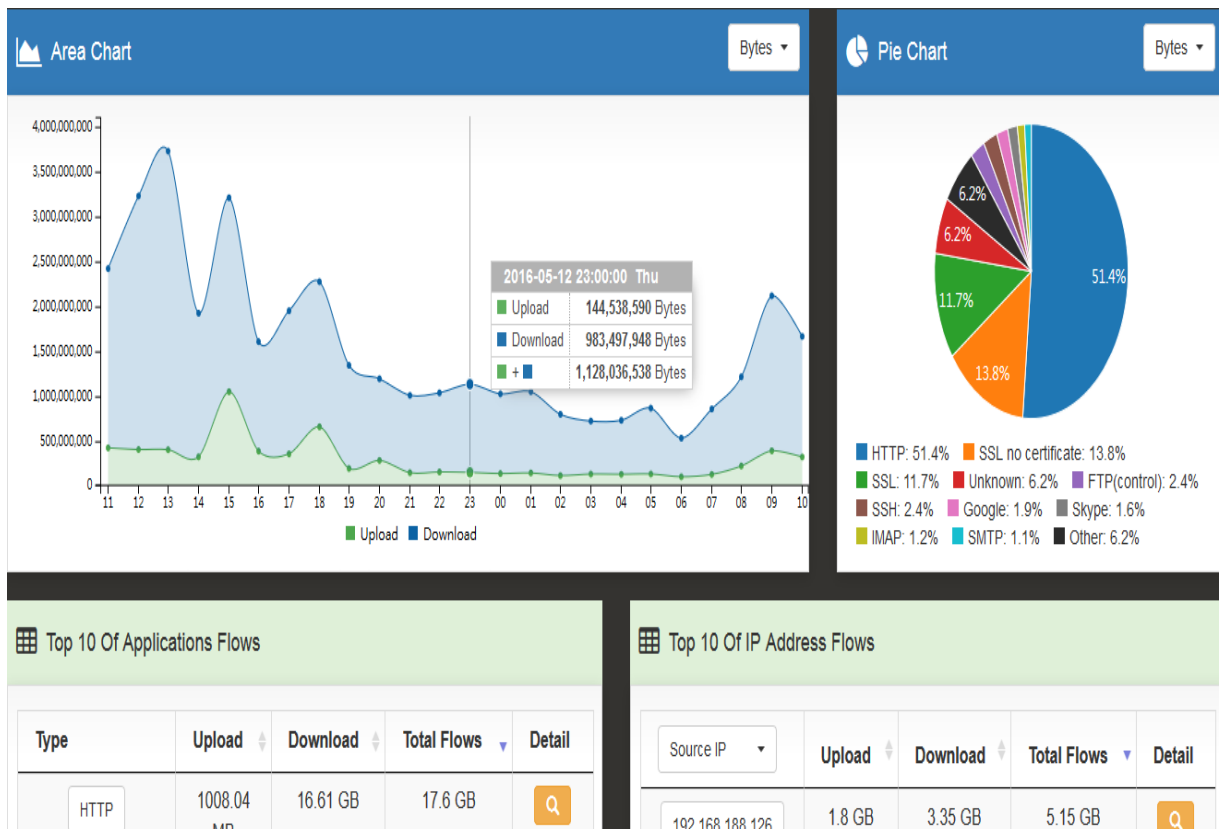 Area Chart
Bytes
4,000,000,000
3,500,000,000
3,000,000,000
2,500,000,000
2,000,000,000
1,500,000,000
1,000,000,000
500,000,000
0
11 12 13 14 15 16 17 18 19 20 21 22 23 00 01 02 03 04 05 06 07 08 09 10
2016-05-12 23:00:00 Thu
Upload 144,538,590 Bytes
Download 983,497,948 Bytes
+ 1,128,036,538 Bytes
Upload Download
Pie Chart
Bytes
6.2%
6.2%
51.4%
11.7%
13.8%
HTTP: 51.4% SSL no certificate: 13.8%
SSL: 11.7% Unknown: 6.2% FTP(control): 2.4%
SSH: 2.4% Google: 1.9% Skype: 1.6%
IMAP: 1.2% SMTP: 1.1% Other: 6.2%
Top 10 Of Applications Flows
Type Upload Download Total Flows Detail
HTTP 1008.04 MB 16.61 GB 17.6 GB
Top 10 Of IP Address Flows
Source IP Upload Download Total Flows Detail
192.168.188.126 1.8 GB 3.35 GB 5.15 GB